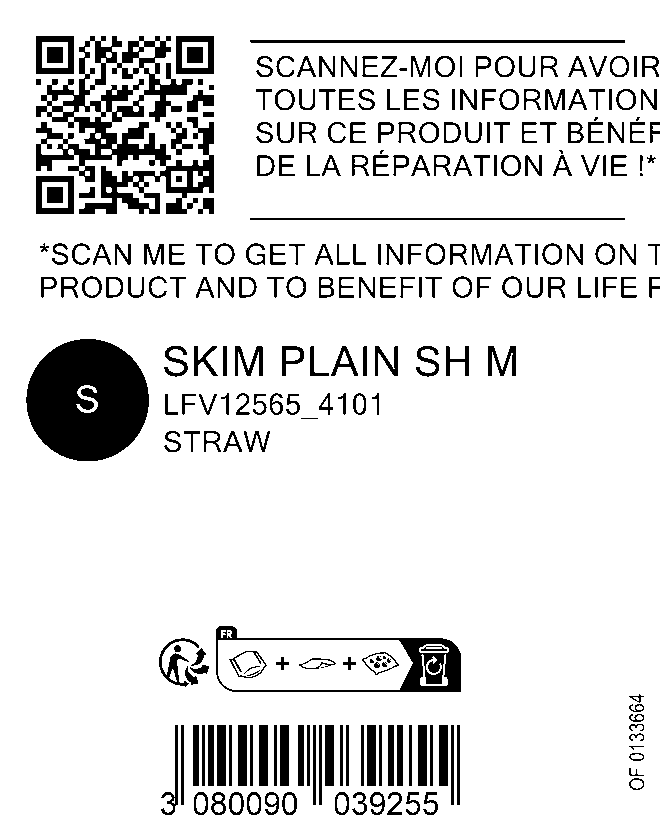 SCANNEZ-MOI POUR AVOIR
TOUTES LES INFORMATION
SUR CE PRODUIT ET BÉNÉF
DE LA RÉPARATION À VIE !*
*SCAN ME TO GET ALL INFORMATION ON T
PRODUCT AND TO BENEFIT OF OUR LIFE
S
SKIM PLAIN SH M
LFV12565_4101
STRAW
FR
3 080090 039255
OF 0133664